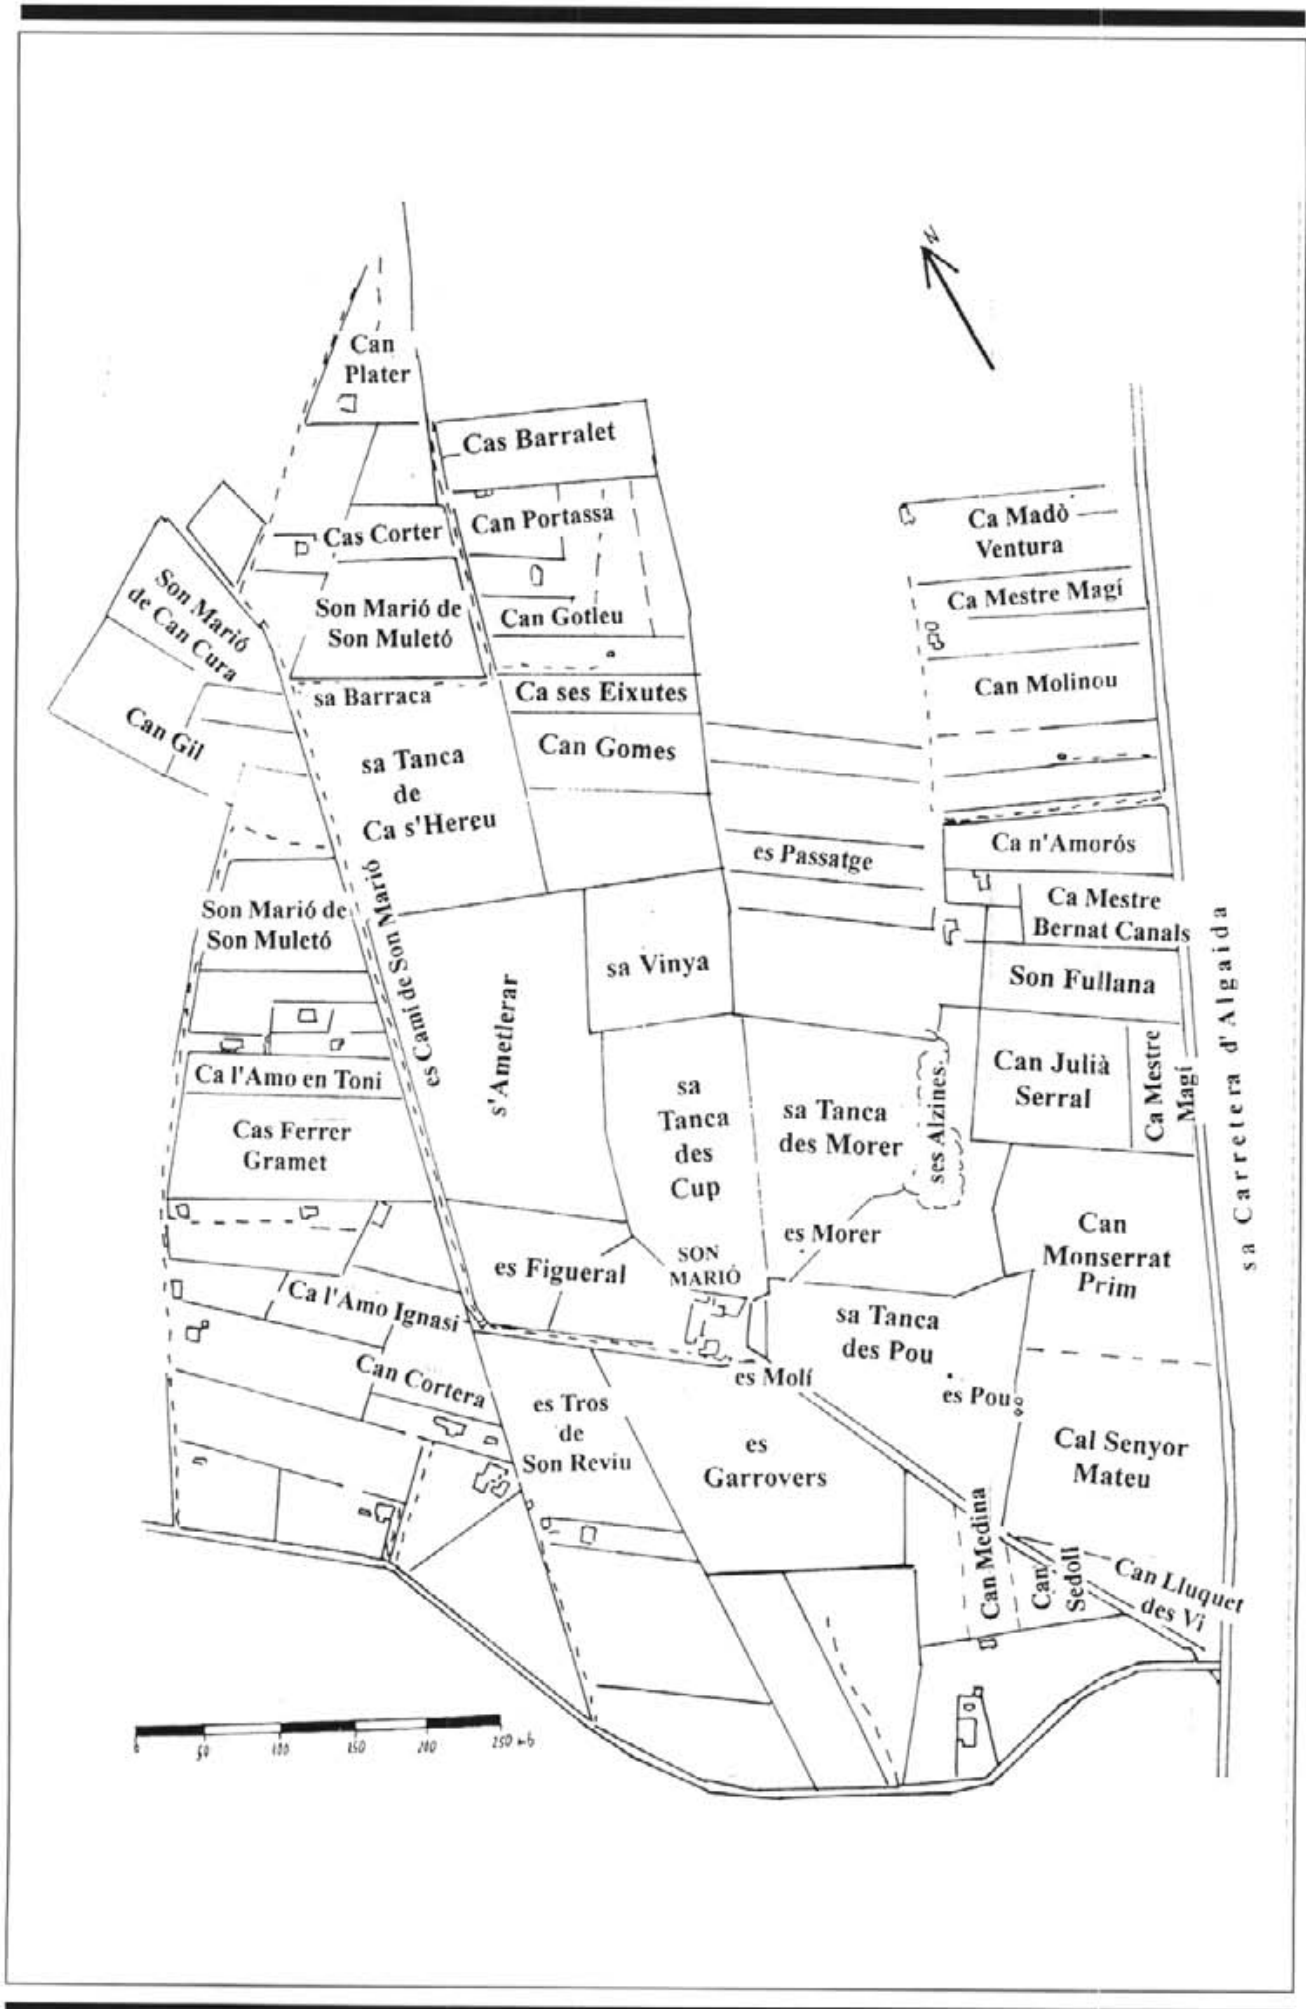 N
Can
Plater
Cas Barralet
Can Portassa
Cas Corter
Ca Madò
Ventura
Ca Mestre Magí
Son Marió
de Can Cura
Son Marió de
Son Muletó
Can Gotleu
Can Molinou
sa Barraca
Ca ses Eixutes
Can Gil
Can Gomes
sa Tanca
de
Ca s'Hereu
es Passatge
Ca n'Amorós
Ca Mestre
Bernat Canals
Son Marió de
Son Muletó
es Camí de Son Marió
s'Ametlerar
sa Vinya
Son Fullana
sa Carretera d'Algaida
Ca l'Amo en Toni
sa
Tanca
des
Cup
sa Tanca
des Morer
ses Alzines
Can Julià
Serral
Ca Mestre
Magí
Cas Ferrer
Gramet
es Morer
Can
Monserrat
Prim
SON
MARIÓ
es Figueral
Ca l'Amo Ignasi
sa Tanca
des Pou
es Molí
es Pou
Can Cortera
es Tros
de
Son Reviu
es
Garrovers
Cal Senyor
Mateu
Can Medina
Can
Sedolí
Can Lluquet
des Vi
0 50 100 150 200 250 mts